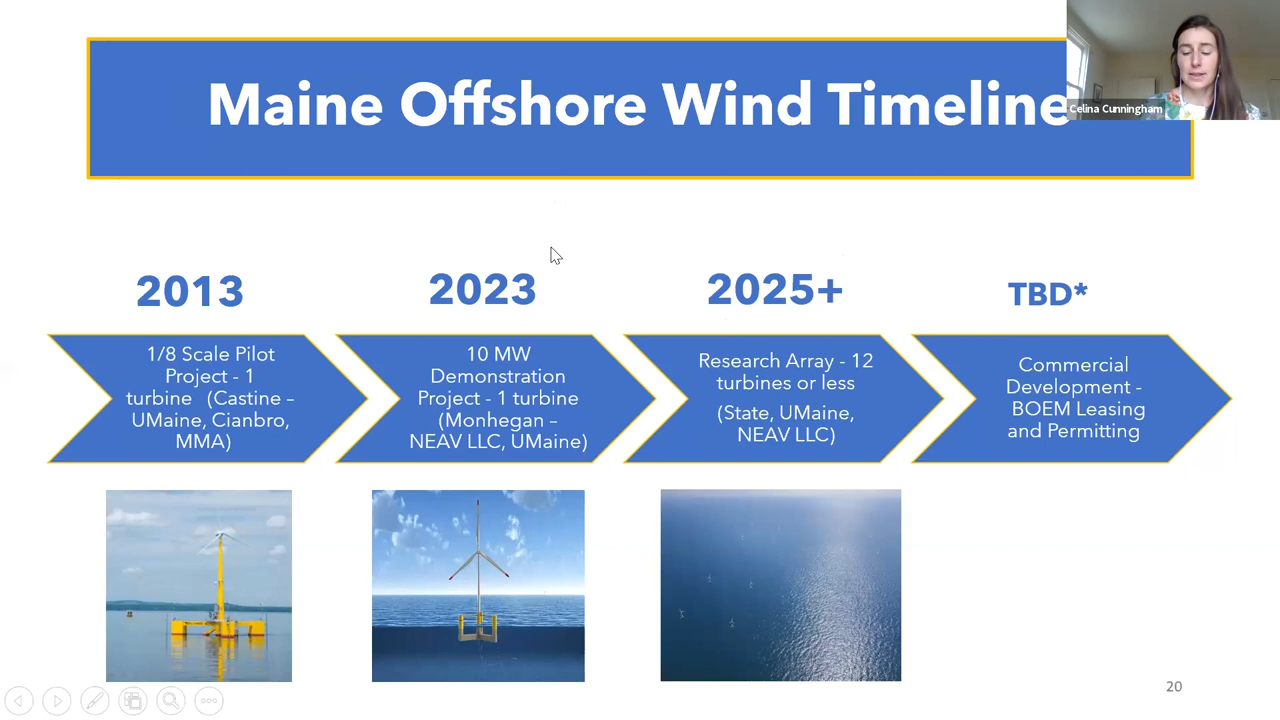 Maine Offshore Wind Timeline
Celina Cunningham
2013
2023
2025+
TBD*
1/8 Scale Pilot
Project - 1
turbine (Castine –
UMaine, Cianbro,
MMA)
10 MW
Demonstration
Project - 1 turbine
(Monhegan –
NEAV LLC, UMaine)
Research Array - 12
turbines or less
(State, UMaine,
NEAV LLC)
Commercial
Development -
BOEM Leasing
and Permitting
20